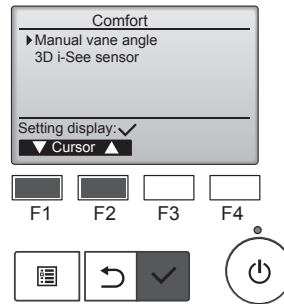 Comfort
Manual vane angle
3D i-See sensor
Setting display:✓
▼ Cursor ▲
F1 F2 F3 F4